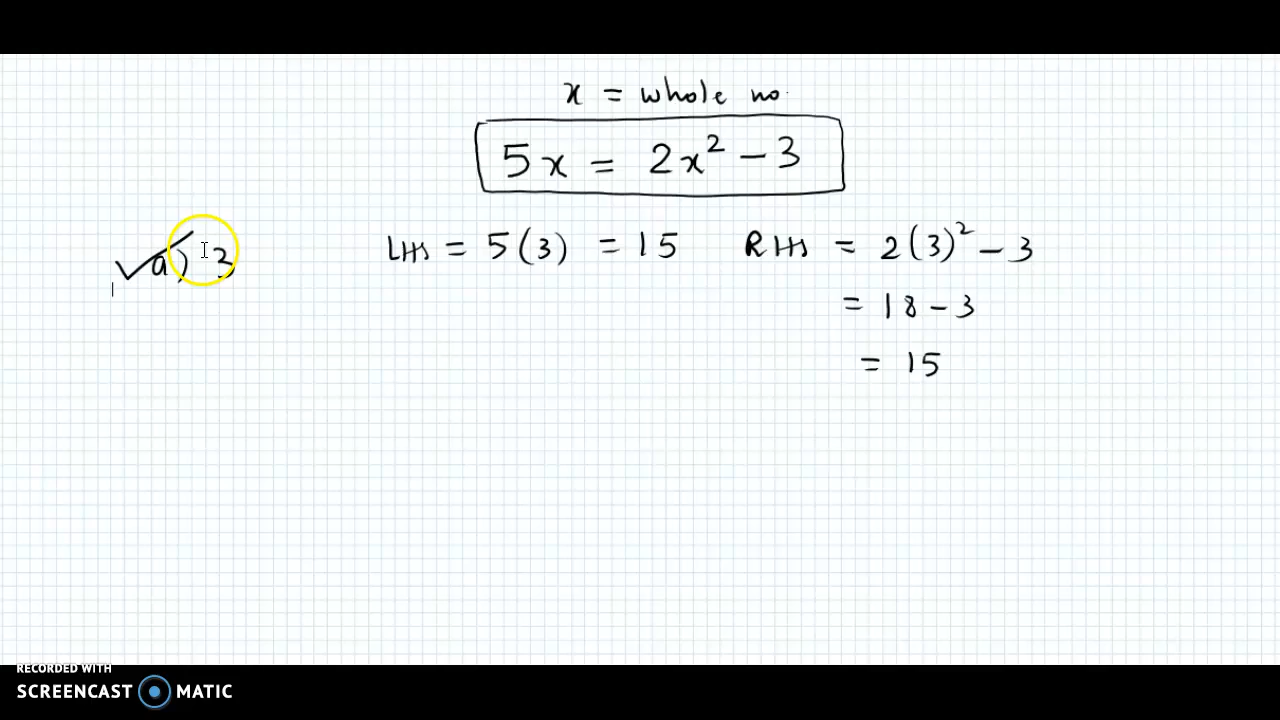 x = whole no.
5x = 2x² - 3
a) 3 LHS = 5(3) = 15 RHS = 2(3)² - 3
= 18 - 3
= 15
RECORDED WITH
SCREENCAST MATIC